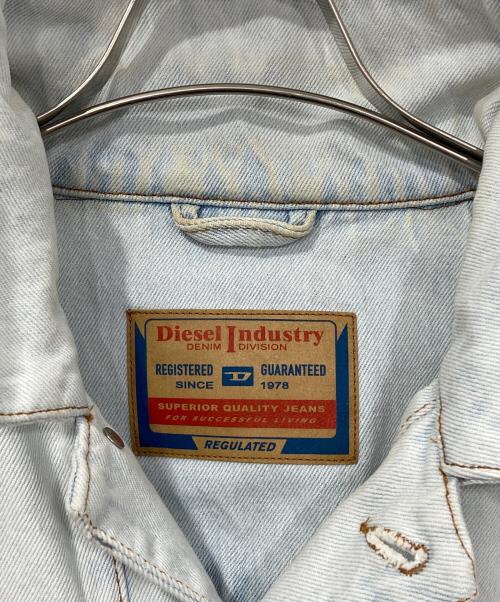 Diesel Industry
DENIM DIVISION
REGISTERED D GUARANTEED
SINCE 1978
SUPERIOR QUALITY JEANS
FOR SUCCESSFUL LIVING
REGULATED